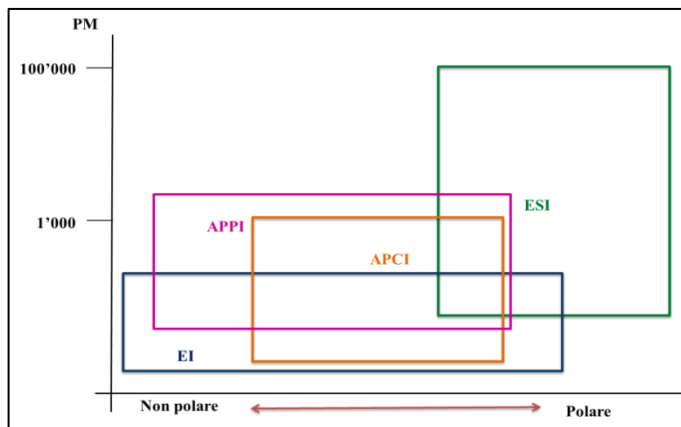 PM
100’000
ESI
1’000
APPI
APCI
EI
Non polare
Polare